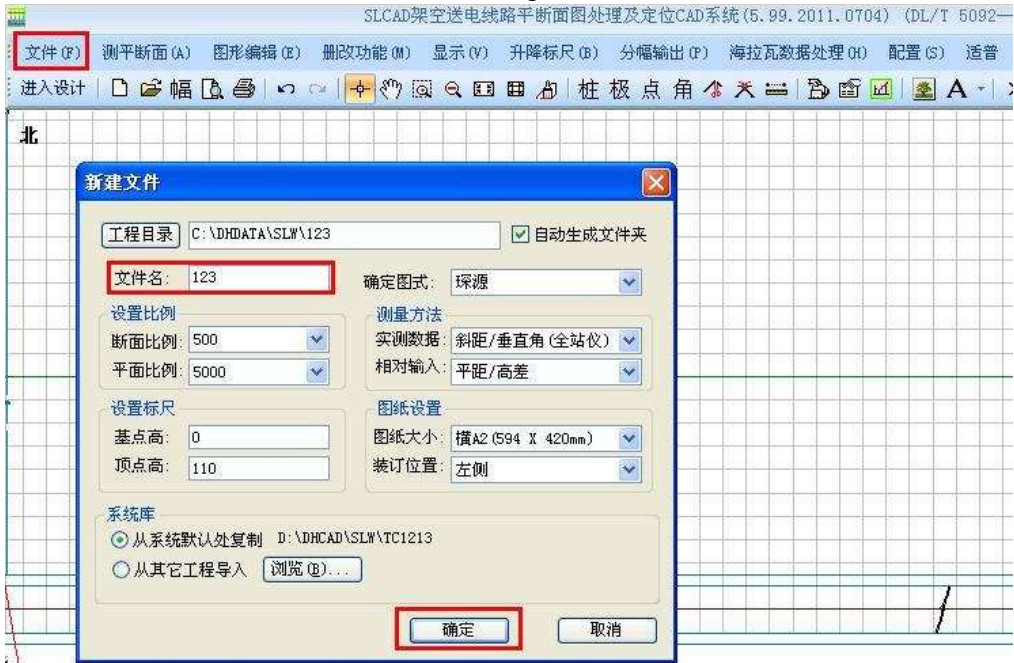 SLCAD架空送电线路平断面图处理及定位CAD系统(5.99.2011.0704) (DL/T 5092—
文件(F) 测平断面(A) 图形编辑(E) 删改功能(M) 显示(V) 升降标尺(B) 分幅输出(P) 海拉瓦数据处理(H) 配置(S) 适普
进入设计 幅 桩 极 点 角 A
北
新建文件
工程目录 C:\DHDATA\SLW\123 自动生成文件夹
文件名: 123 确定图式: 琛源
设置比例 测量方法
断面比例: 500 实测数据: 斜距/垂直角(全站仪)
平面比例: 5000 相对输入: 平距/高差
设置标尺 图纸设置
基点高: 0 图纸大小: 横A2(594 X 420mm)
顶点高: 110 装订位置: 左侧
系统库
从系统默认处复制 D:\DHCAD\SLW\TC1213
从其它工程导入 浏览(B)...
确定 取消